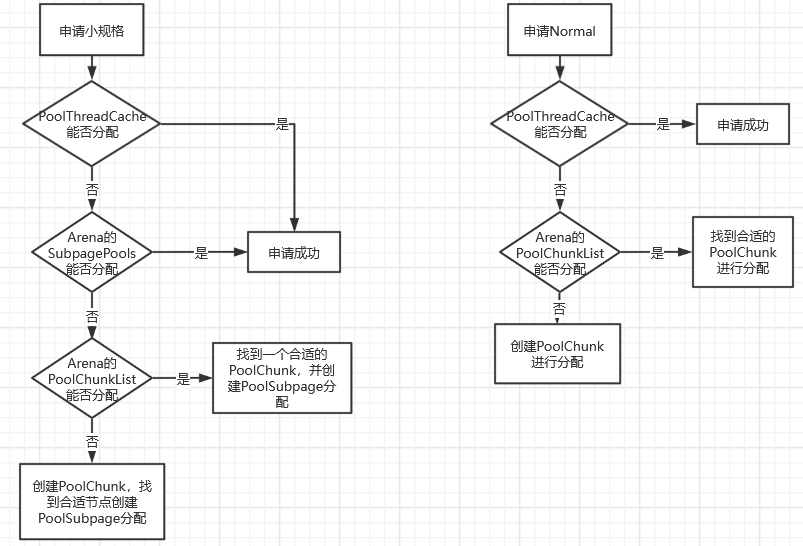 申请小规格
PoolThreadCache
能否分配
是
否
Arena的
SubpagePools
能否分配
是
申请成功
否
Arena的
PoolChunkList
能否分配
是
找到一个合适的
PoolChunk，并创
建PoolSubpage分
配
否
创建PoolChunk，找
到合适节点创建
PoolSubpage分配
申请Normal
PoolThreadCache
能否分配
是
申请成功
否
Arena的
PoolChunkList
能否分配
是
找到合适的
PoolChunk
进行分配
否
创建PoolChunk
进行分配